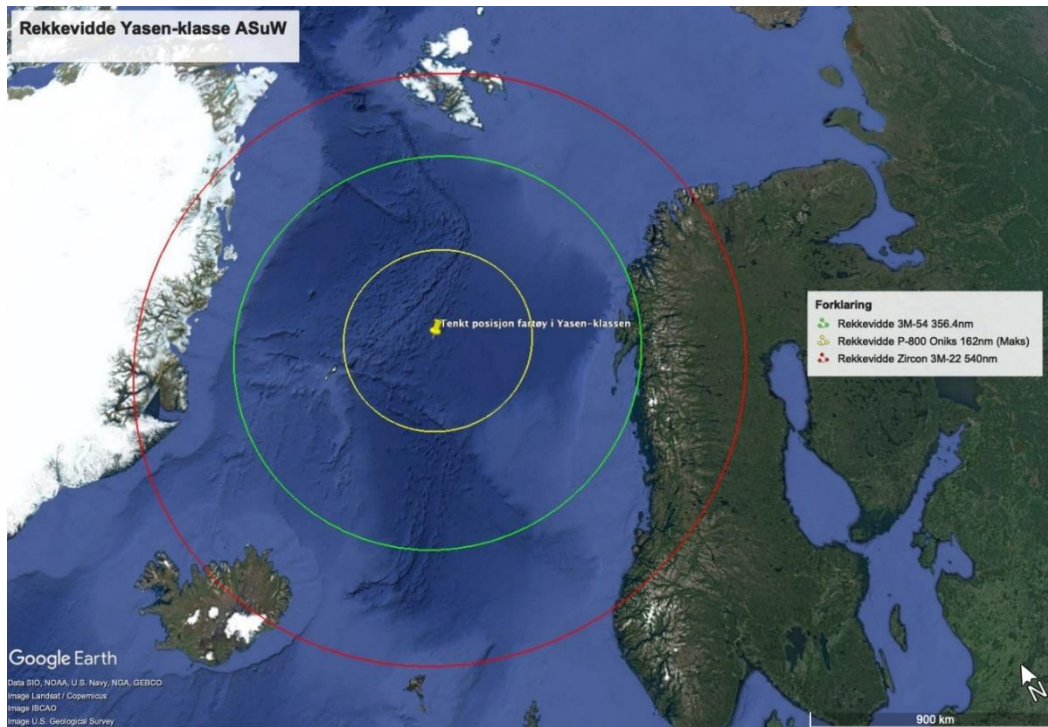 Rekkevidde Yasen-klasse ASuW
Tenkt posisjon fartøy i Yasen-klassen
Forklaring
Rekkevidde 3M-54 356.4nm
Rekkevidde P-800 Oniks 162nm (Maks)
Rekkevidde Zircon 3M-22 540nm
Google Earth
Data SIO, NOAA, U.S. Navy, NGA, GEBCO
Image Landsat / Copernicus
Image IBCAO
Image U.S. Geological Survey
N
900 km